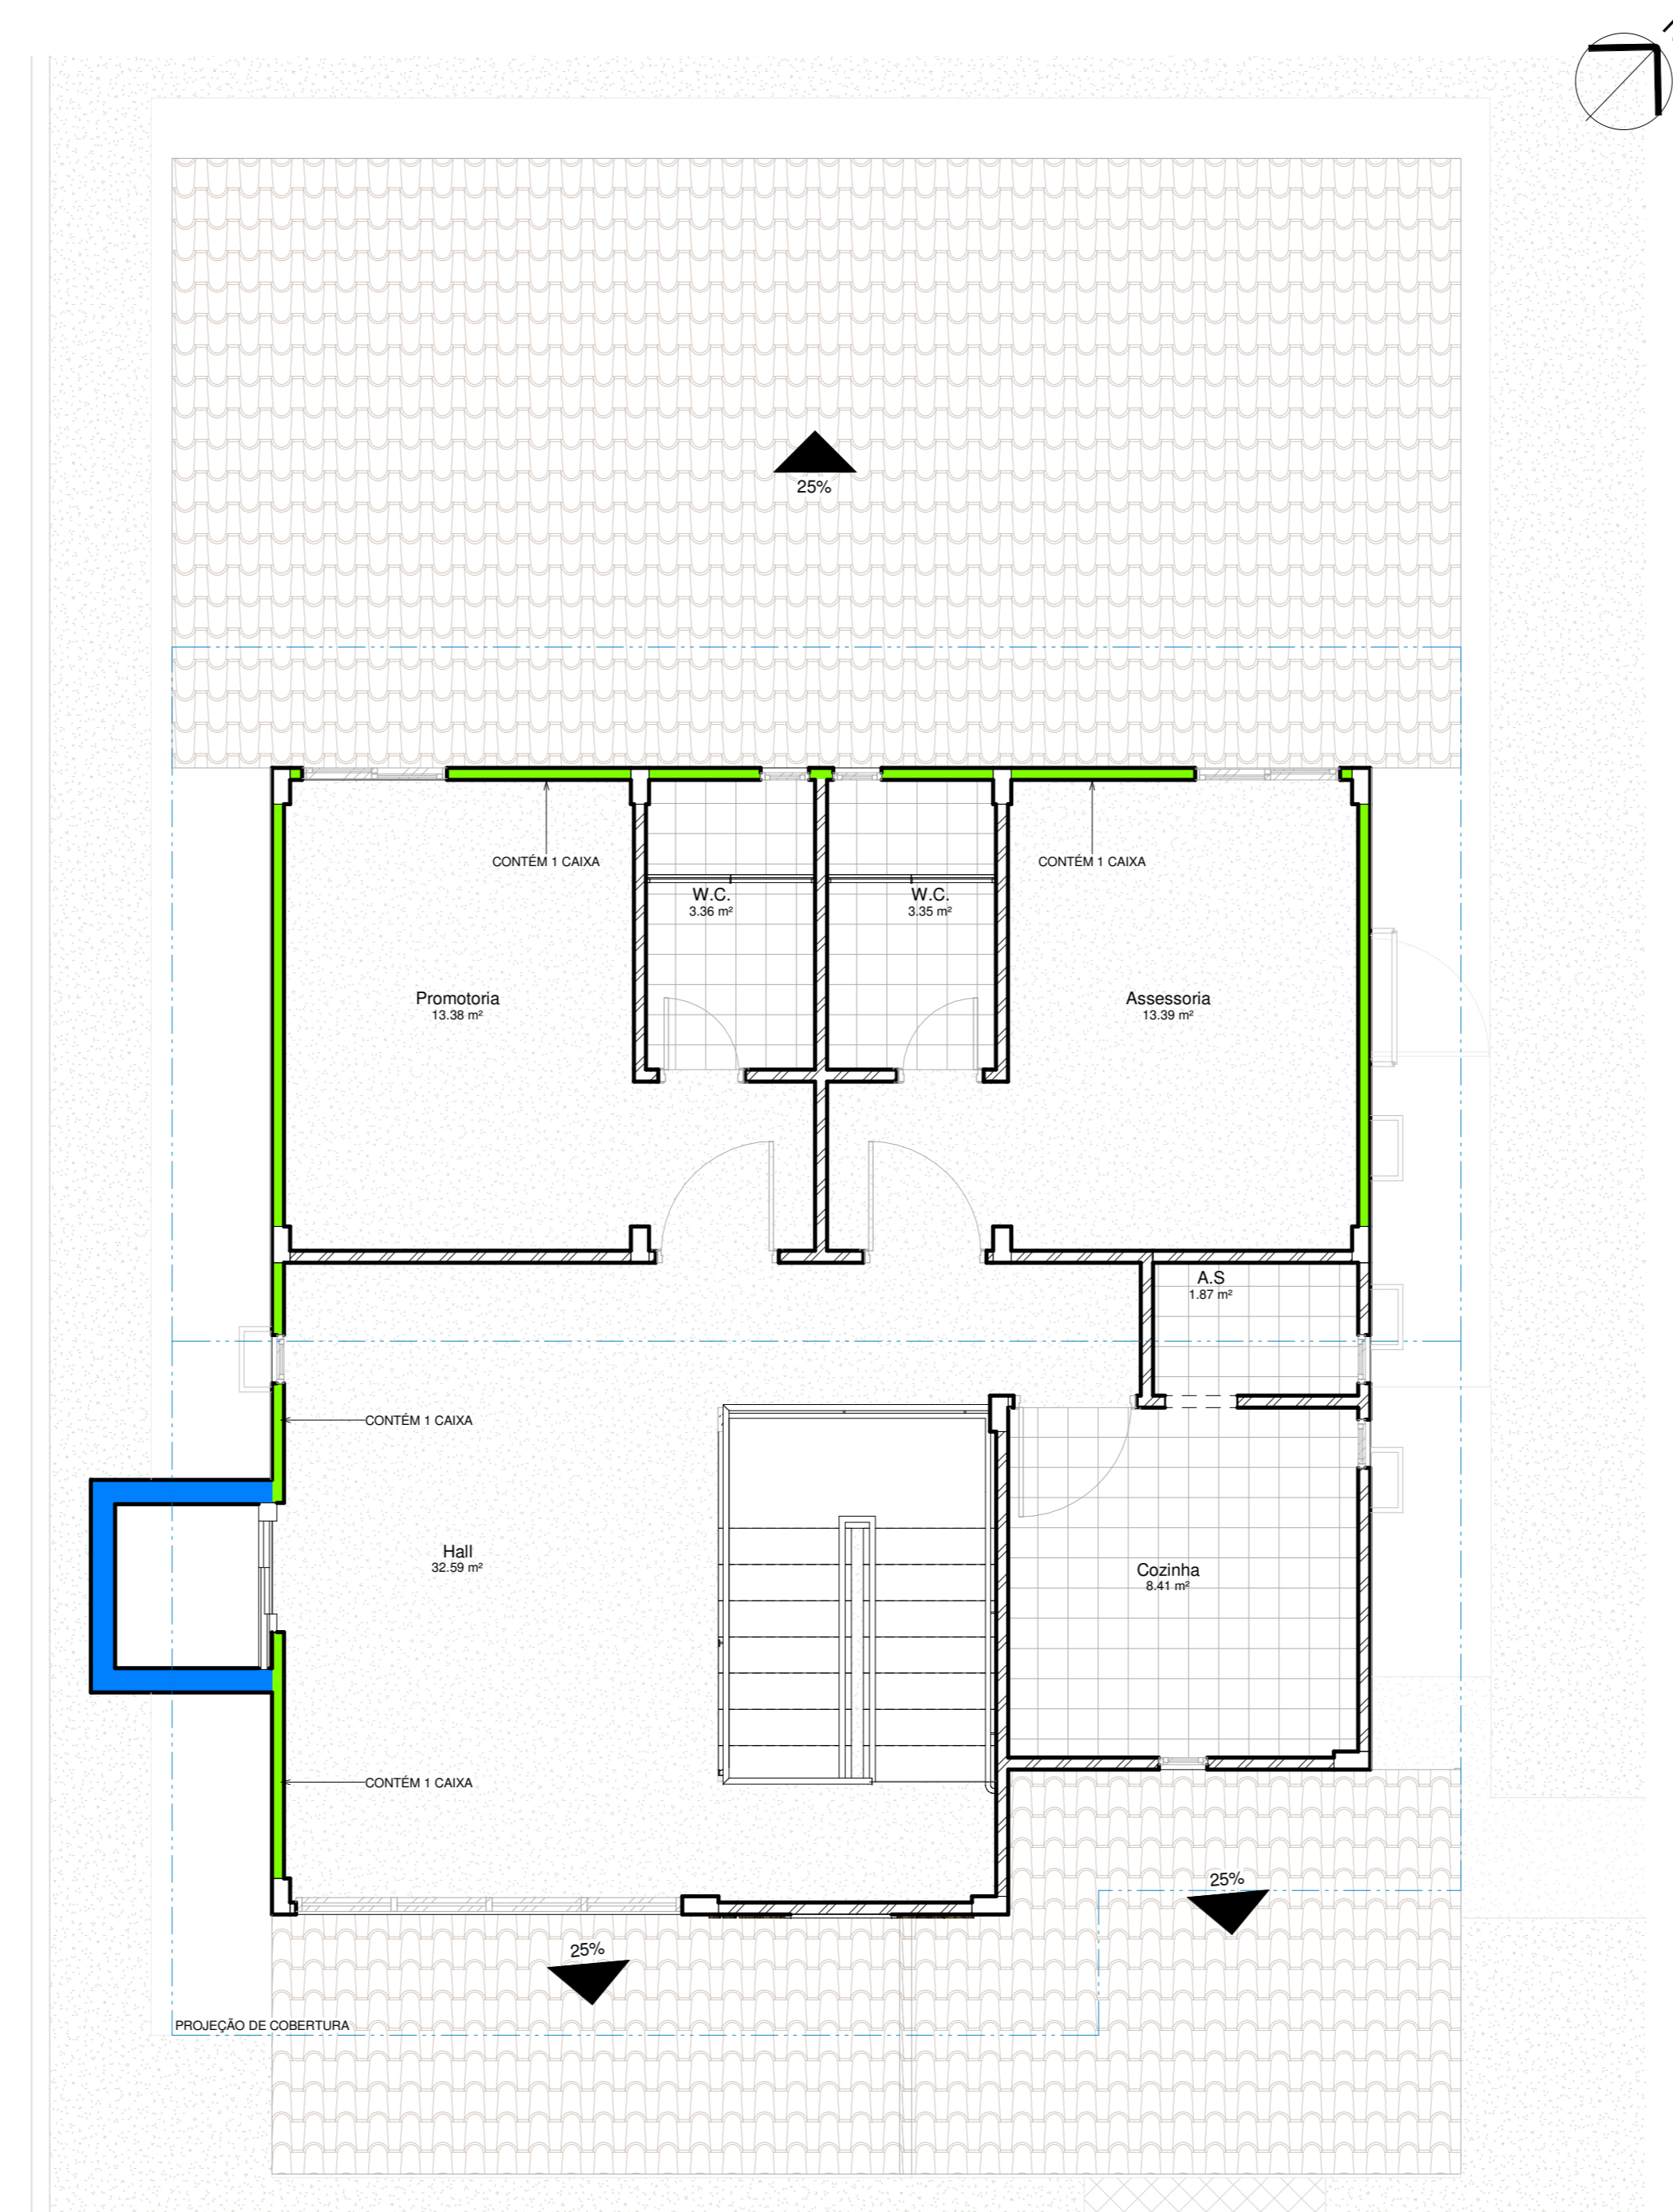 25%
CONTÉM 1 CAIXA
CONTÉM 1 CAIXA
W.C.
3.36 m²
W.C.
3.35 m²
Promotoria
13.38 m²
Assessoria
13.39 m²
A.S
1.87 m²
CONTÉM 1 CAIXA
Hall
32.59 m²
Cozinha
8.41 m²
CONTÉM 1 CAIXA
25%
25%
PROJEÇÃO DE COBERTURA